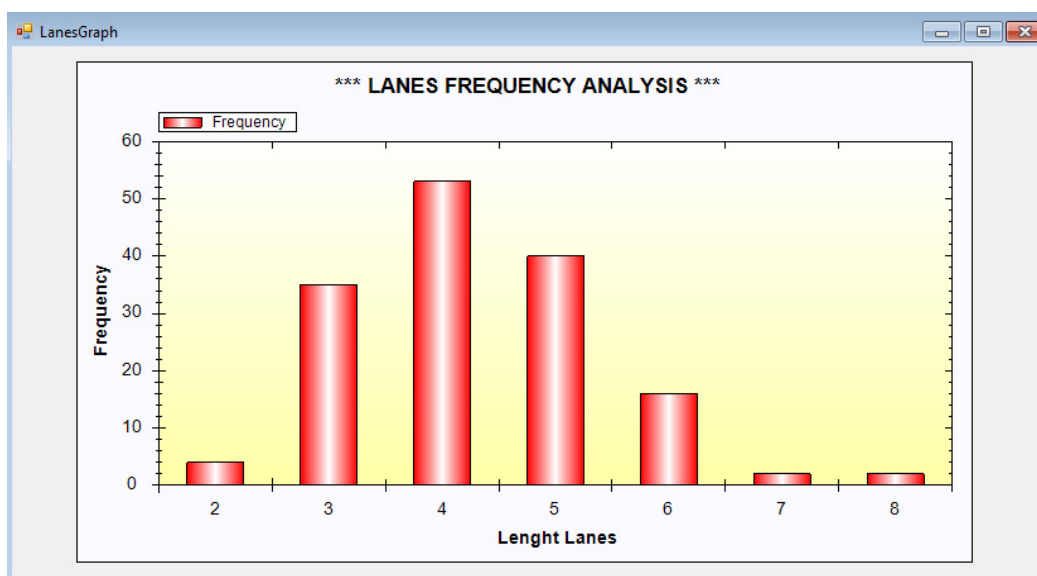 LanesGraph
*** LANES FREQUENCY ANALYSIS ***
Frequency
60
50
40
30
20
10
0
Frequency
2 3 4 5 6 7 8
Lenght Lanes